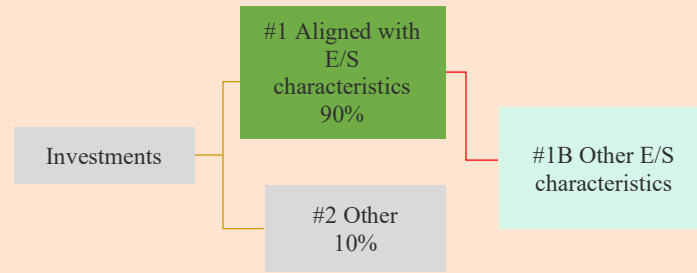 #1 Aligned with
E/S
characteristics
90%
Investments
#1B Other E/S
characteristics
#2 Other
10%